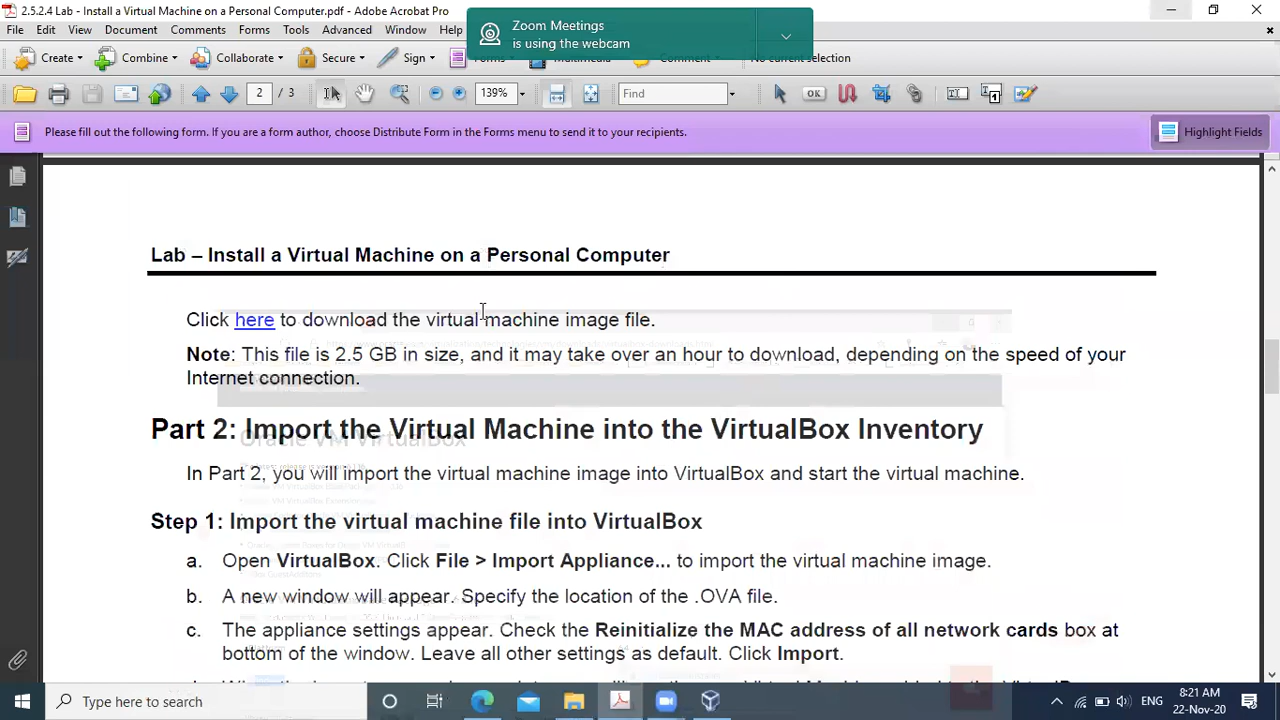 2.5.2.4 Lab - Install a Virtual Machine on a Personal Computer.pdf - Adobe Acrobat Pro
Zoom Meetings
is using the webcam
File Edit View Document Comments Forms Tools Advanced Window Help
Create Combine Collaborate Secure Sign Forms Multimedia Comment No current selection
2 / 3 139% Find
Please fill out the following form. If you are a form author, choose Distribute Form in the Forms menu to send it to your recipients.
Highlight Fields
Lab – Install a Virtual Machine on a Personal Computer
Click here to download the virtual machine image file.
Note: This file is 2.5 GB in size, and it may take over an hour to download, depending on the speed of your
Internet connection.
Part 2: Import the Virtual Machine into the VirtualBox Inventory
Oracle VM VirtualBox
In Part 2, you will import the virtual machine image into VirtualBox and start the virtual machine.
Step 1: Import the virtual machine file into VirtualBox
a. Open VirtualBox. Click File > Import Appliance... to import the virtual machine image.
b. A new window will appear. Specify the location of the .OVA file.
c. The appliance settings appear. Check the Reinitialize the MAC address of all network cards box at
bottom of the window. Leave all other settings as default. Click Import.
Type here to search
ENG
8:21 AM
22-Nov-20